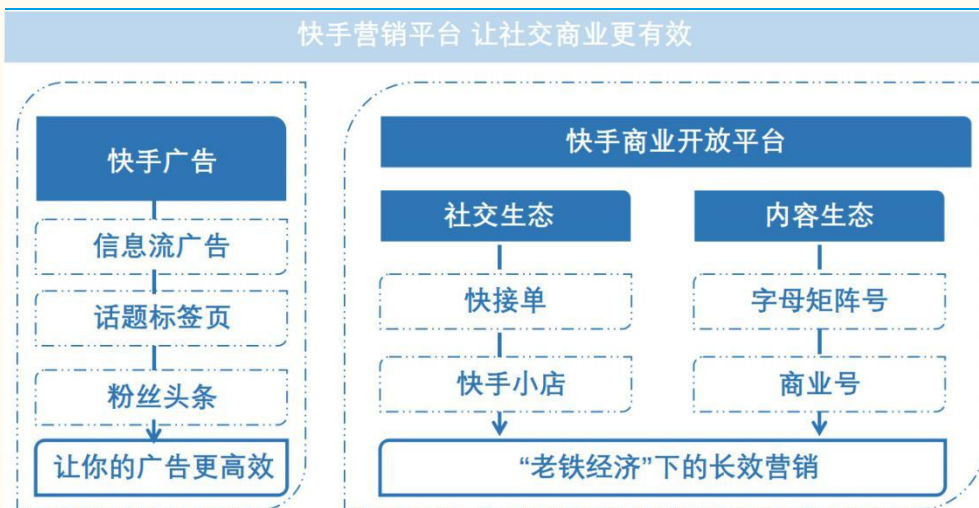 快手营销平台 让社交商业更有效
快手广告
信息流广告
话题标签页
粉丝头条
让你的广告更高效
快手商业开放平台
社交生态
快接单
快手小店
内容生态
字母矩阵号
商业号
“老铁经济”下的长效营销